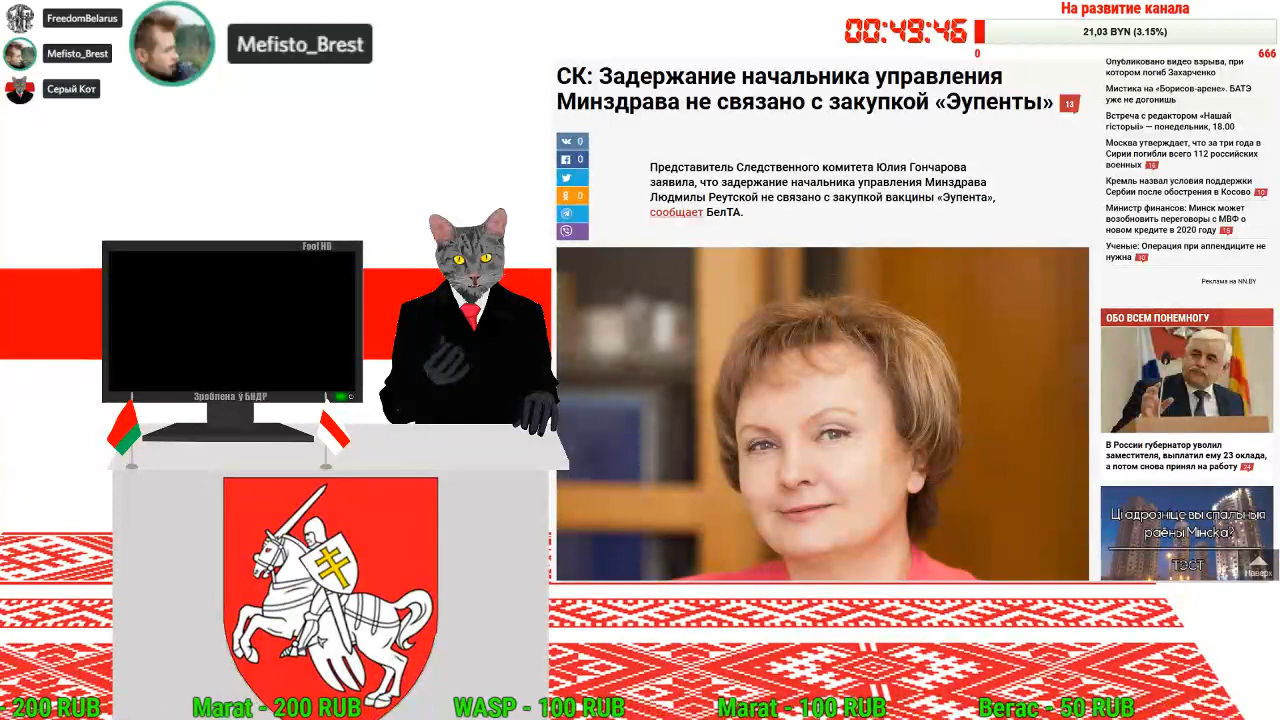 FreedomBelarus
Mefisto_Brest
Серый Кот
Mefisto_Brest
00:49:46
На развитие канала
21,03 BYN (3.15%)
0
666
СК: Задержание начальника управления
Минздрава не связано с закупкой «Эупенты» 13
0
0
0
Представитель Следственного комитета Юлия Гончарова
заявила, что задержание начальника управления Минздрава
Людмилы Реутской не связано с закупкой вакцины «Эупента»,
сообщает БелТА.
Опубликовано видео взрыва, при
котором погиб Захарченко
Мистика на «Борисов-арене». БАТЭ
уже не догонишь
Встреча с редактором «Нашай
гісторыі» — понедельник, 18.00
Москва утверждает, что за три года в
Сирии погибли всего 112 российских
военных
Кремль назвал условия поддержки
Сербии после обострения в Косово 10
Министр финансов: Минск может
возобновить переговоры с МВФ о
новом кредите в 2020 году 15
Ученые: Операция при аппендиците не
нужна 10
Реклама на NN.BY
ОБО ВСЕМ ПОНЕМНОГУ
В России губернатор уволил
заместителя, выплатил ему 23 оклада,
а потом снова принял на работу 24
Ці адрозніце вы спальныя
раёны Мінска?
ТЭСТ
Наверх
Fool HD
Зроблена ў БНДР
- 200 RUB
Marat - 200 RUB
WASP - 100 RUB
Marat - 100 RUB
Вегас - 50 RUB